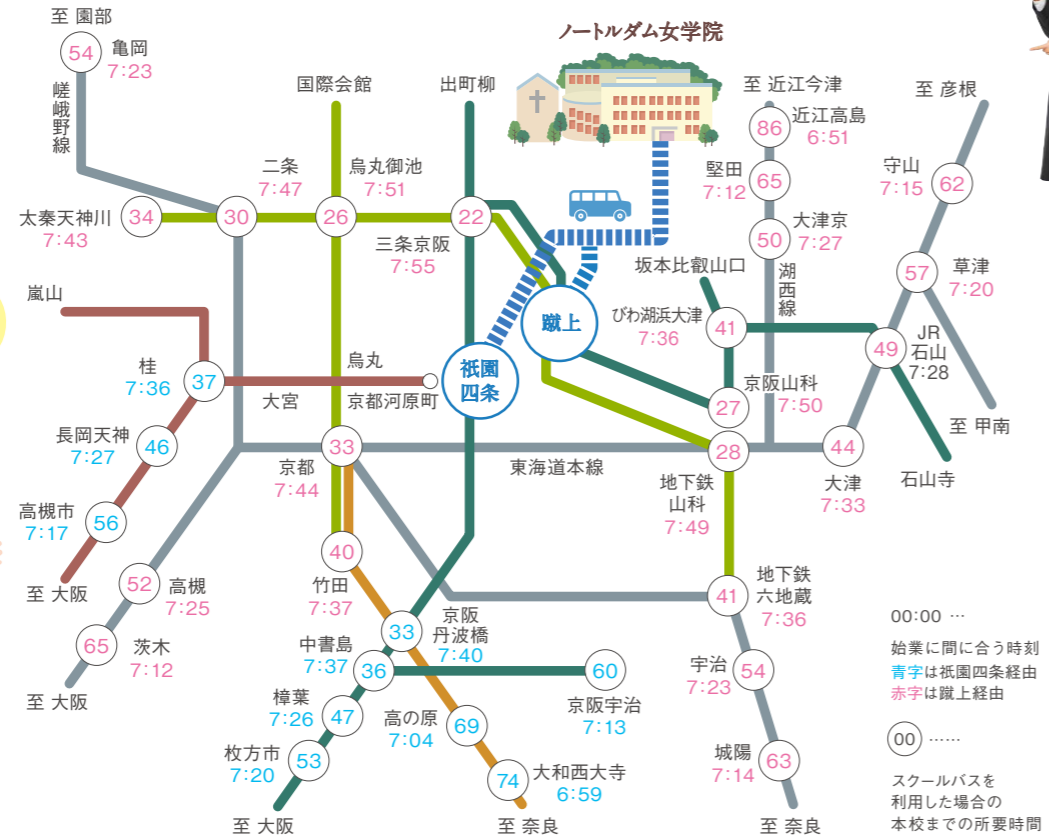 ノートルダム女学院
至 園部
54
亀岡
7:23
嵯峨野線
国際会館
出町柳
至 近江今津
86
近江高島
6:51
至 彦根
堅田
7:12
65
守山
7:15
62
二条
7:47
烏丸御池
7:51
太秦天神川
7:43
34
30
26
22
三条京阪
7:55
50
大津京
7:27
湖西線
57
草津
7:20
坂本比叡山口
嵐山
びわ湖浜大津
7:36
41
蹴上
49
JR
石山
7:28
桂
7:36
37
烏丸
大宮
京都河原町
祇園
四条
京阪山科
7:50
27
至 甲南
長岡天神
7:27
46
33
京都
7:44
東海道本線
28
地下鉄
山科
7:49
44
大津
7:33
石山寺
高槻市
7:17
56
至 大阪
40
竹田
7:37
52
高槻
7:25
65
茨木
7:12
至 大阪
41
地下鉄
六地蔵
7:36
33
京阪
丹波橋
7:40
中書島
7:37
36
60
京阪宇治
7:13
宇治
7:23
54
樟葉
7:26
47
高の原
7:04
69
枚方市
7:20
53
74
大和西大寺
6:59
城陽
7:14
63
至 大阪
至 奈良
至 奈良
00:00 …
始業に間に合う時刻
青字は祇園四条経由
赤字は蹴上経由
00 ……
スクールバスを
利用した場合の
本校までの所要時間